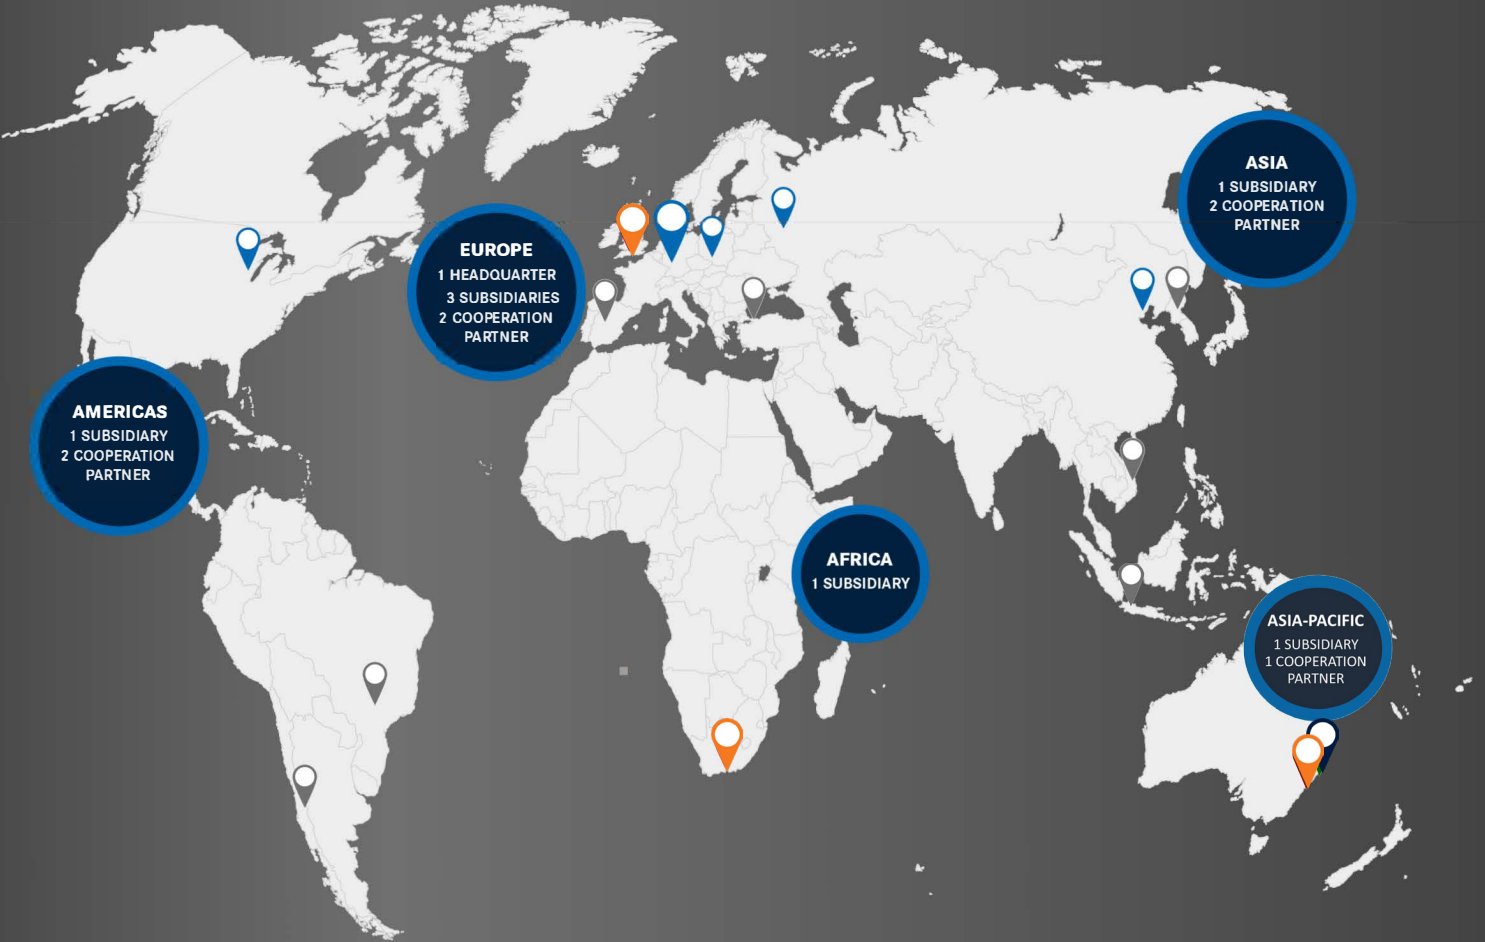 ASIA
1 SUBSIDIARY
2 COOPERATION
PARTNER
EUROPE
1 HEADQUARTER
3 SUBSIDIARIES
2 COOPERATION
PARTNER
AMERICAS
1 SUBSIDIARY
2 COOPERATION
PARTNER
AFRICA
1 SUBSIDIARY
ASIA-PACIFIC
1 SUBSIDIARY
1 COOPERATION
PARTNER